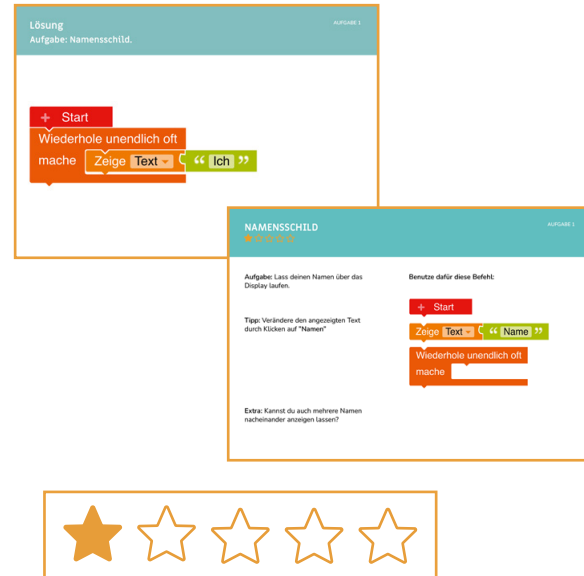 Lösung
AUFGABE 1
Aufgabe: Namensschild.
+ Start
Wiederhole unendlich oft
mache Zeige Text “ Ich ”
NAMENSSCHILD
AUFGABE 1
Aufgabe: Lass deinen Namen über das
Display laufen.
Tipp: Verändere den angezeigten Text
durch Klicken auf "Namen"
Extra: Kannst du auch mehrere Namen
nacheinander anzeigen lassen?
Benutze dafür diese Befehl:
+ Start
Zeige Text “ Name ”
Wiederhole unendlich oft
mache